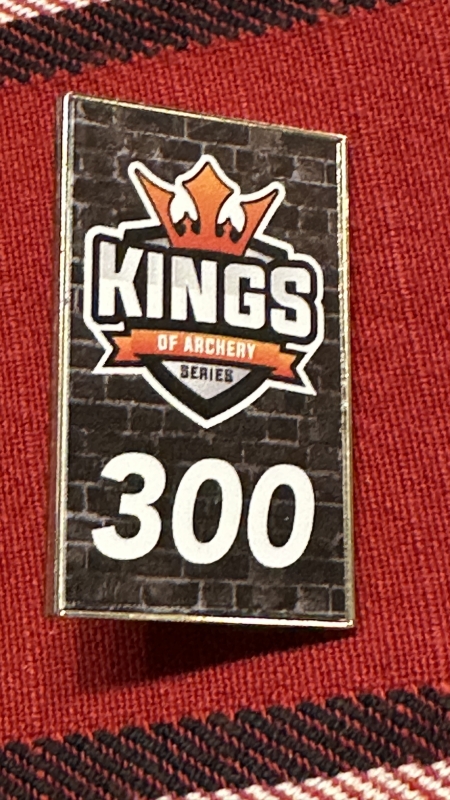 KINGS
OF ARCHERY
SERIES
300